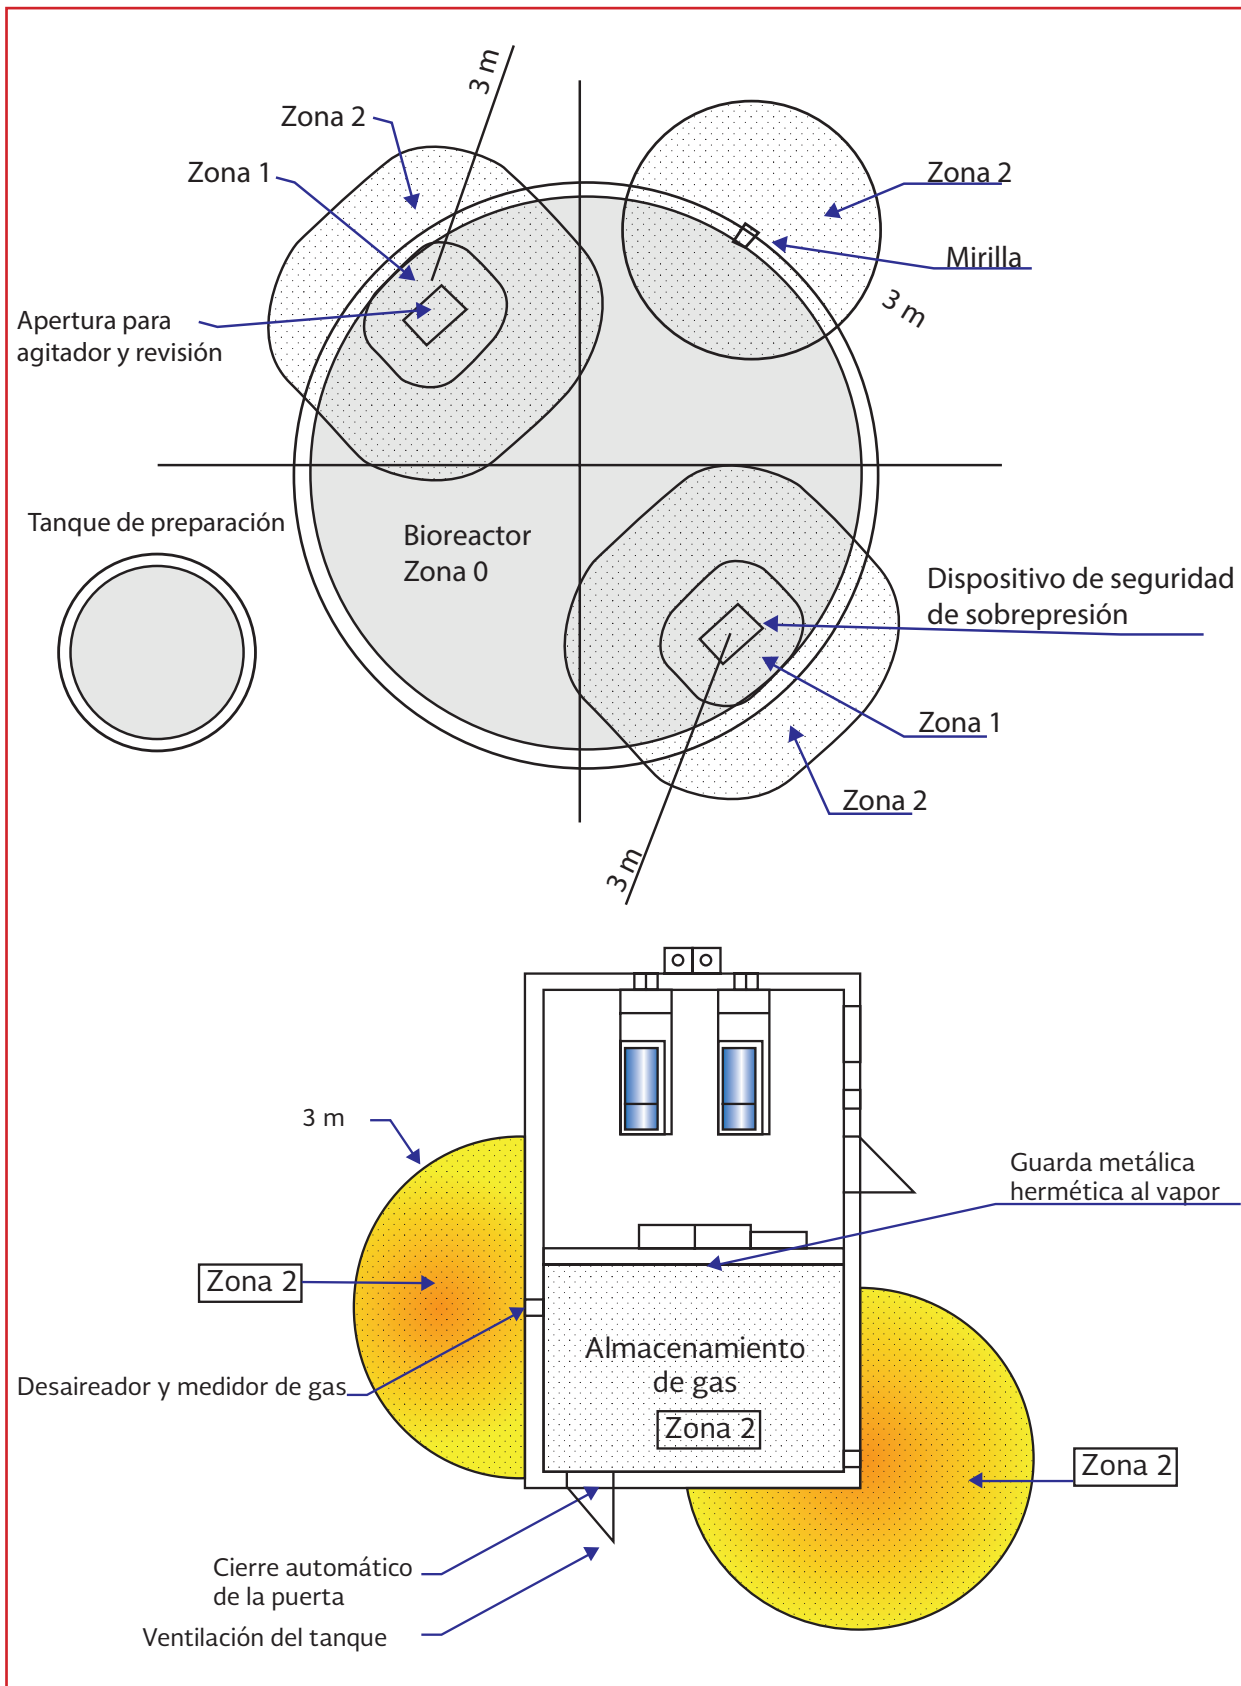 3 m
Zona 2
Zona 1
Zona 2
Mirilla
3 m
Apertura para
agitador y revisión
Tanque de preparación
Bioreactor
Zona 0
Dispositivo de seguridad
de sobrepresión
Zona 1
Zona 2
3 m
3 m
Guarda metálica
hermética al vapor
Zona 2
Almacenamiento
de gas
Zona 2
Desaireador y medidor de gas
Zona 2
Cierre automático
de la puerta
Ventilación del tanque